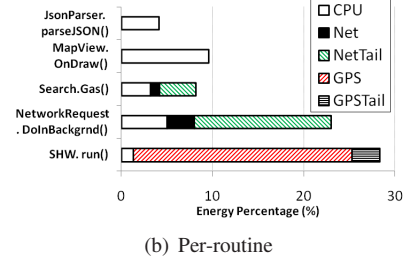 JsonParser.
parseJSON()
MapView.
OnDraw()
Search.Gas()
NetworkRequest
. DoInBackgrnd()
SHW. run()
CPU
Net
NetTail
GPS
GPSTail
0 10 20 30
Energy Percentage (%)
(b) Per-routine